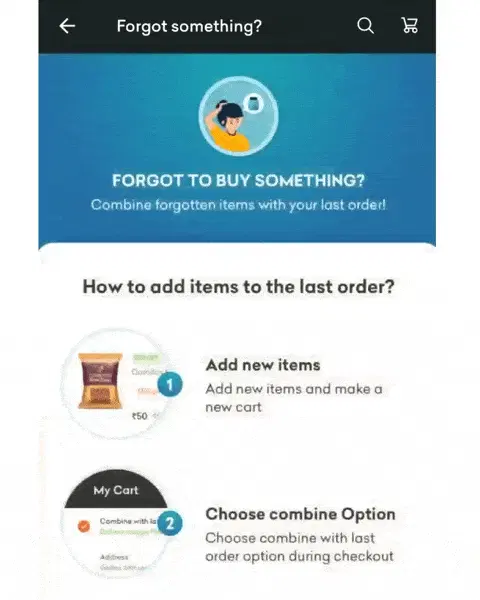 Forgot something?
FORGOT TO BUY SOMETHING?
Combine forgotten items with your last order!
How to add items to the last order?
1
₹50
Add new items
Add new items and make a
new cart
My Cart
Combine with la
2
Address
Choose combine Option
Choose combine with last
order option during checkout